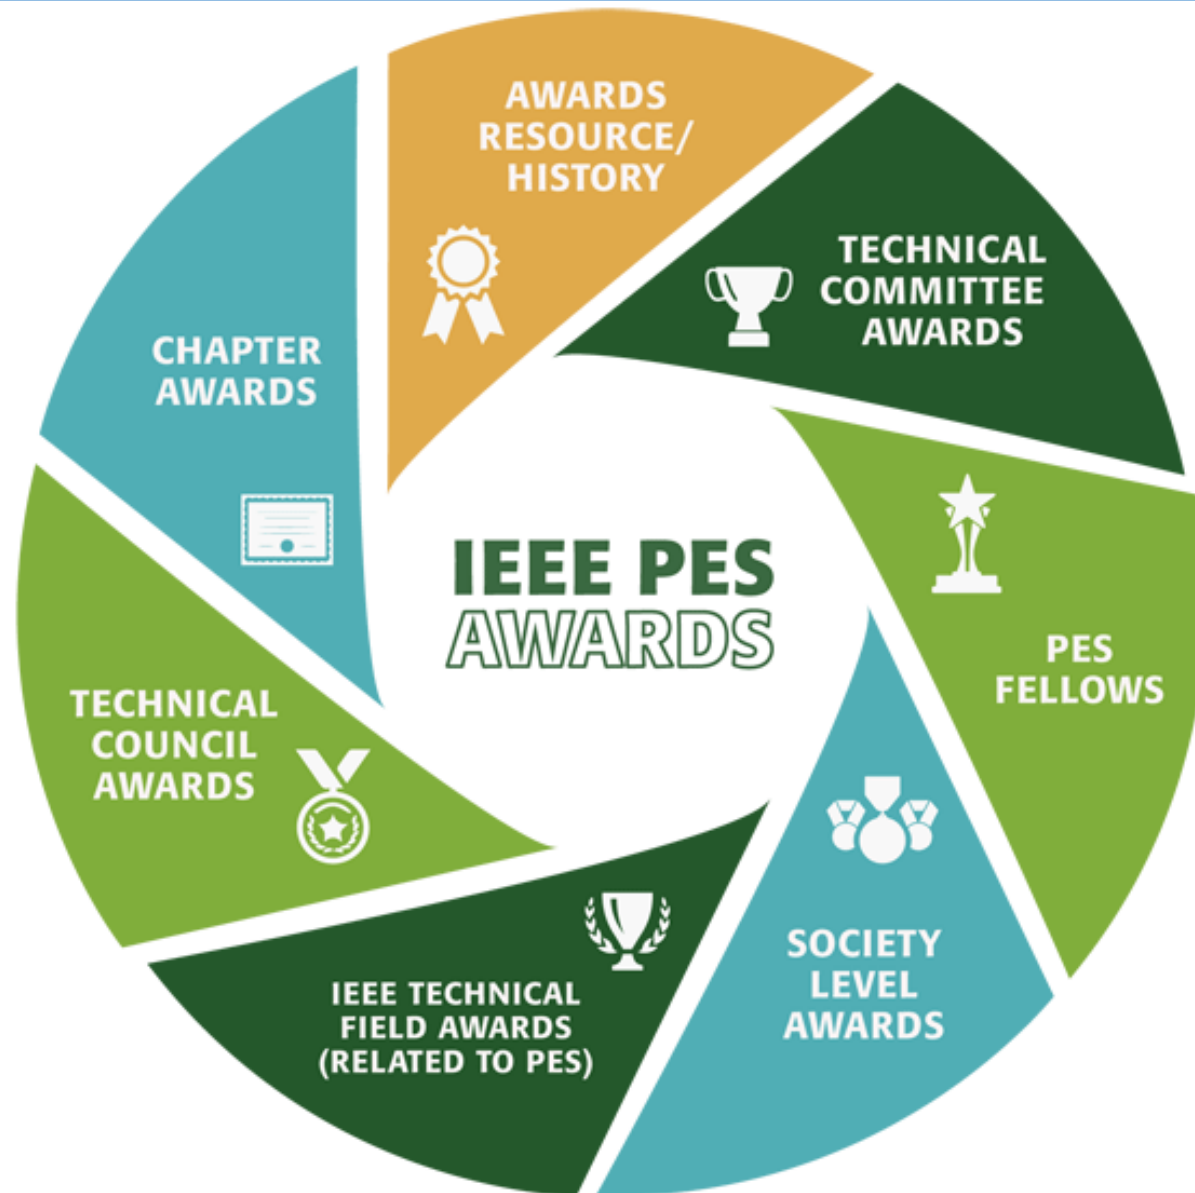 AWARDS
RESOURCE/
HISTORY
TECHNICAL
COMMITTEE
AWARDS
CHAPTER
AWARDS
IEEE PES
AWARDS
PES
FELLOWS
TECHNICAL
COUNCIL
AWARDS
SOCIETY
LEVEL
AWARDS
IEEE TECHNICAL
FIELD AWARDS
(RELATED TO PES)